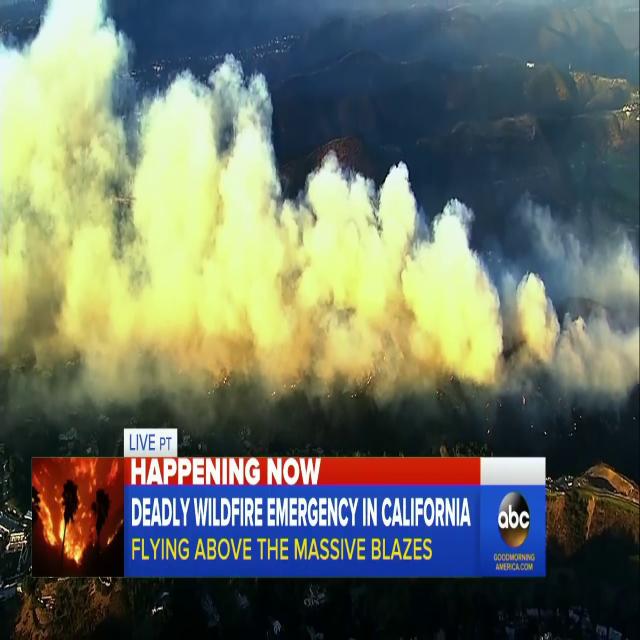 LIVE PT
HAPPENING NOW
DEADLY WILDFIRE EMERGENCY IN CALIFORNIA
FLYING ABOVE THE MASSIVE BLAZES
abc
GOODMORNING
AMERICA.COM